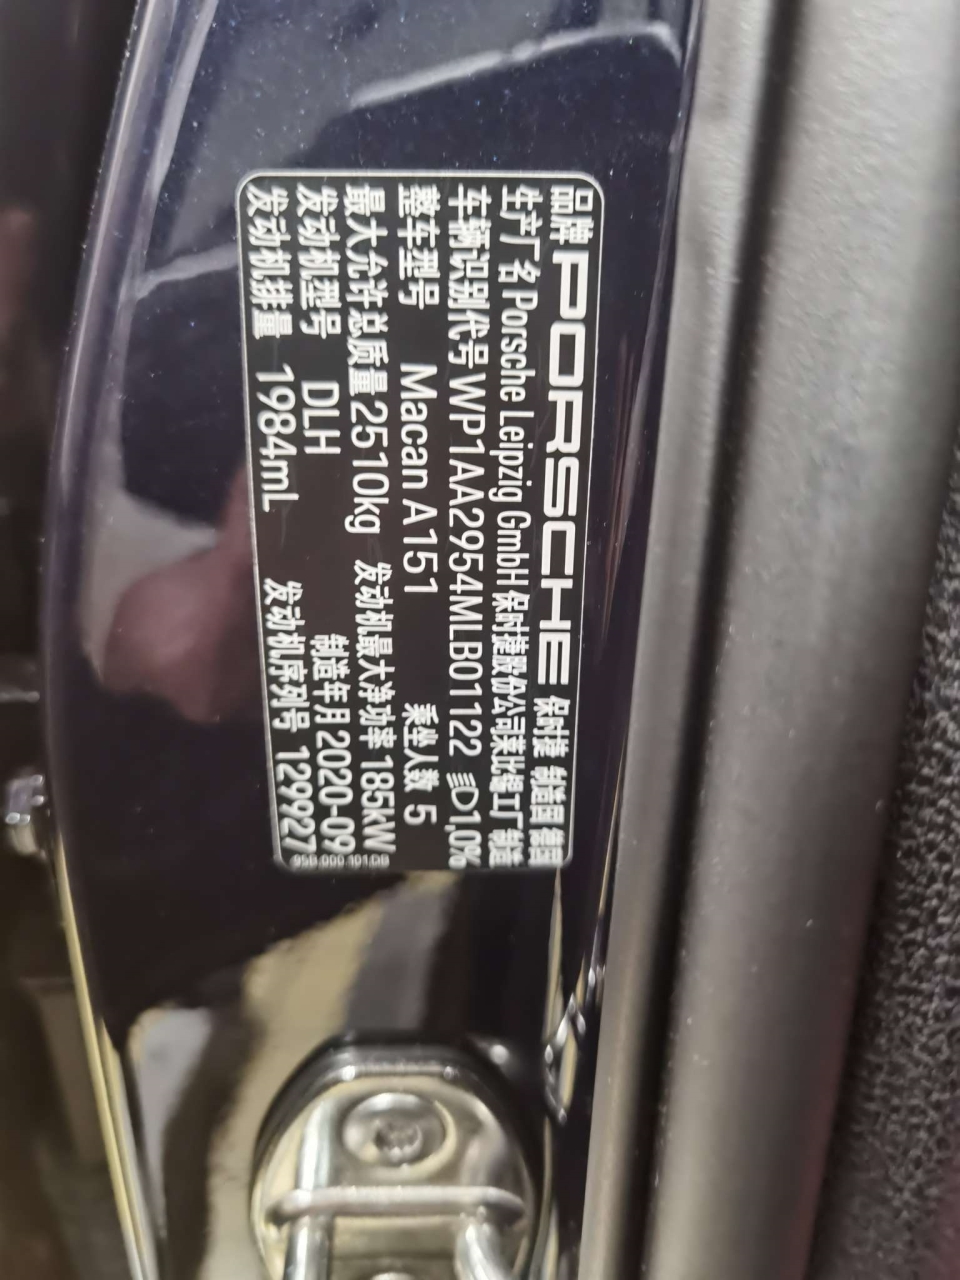 品牌 PORSCHE 保时捷 制造国 德国
生产厂名 Porsche Leipzig GmbH 保时捷股份公司莱比锡工厂制造
车辆识别代号 WP1AA2954MLB01122 D1,0%
整车型号 Macan A151 乘坐人数 5
最大允许总质量 2510kg 发动机最大净功率 185kW
发动机型号 DLH 制造年月 2020-09
发动机排量 1984mL 发动机序列号 129927
95B.000.101.DB